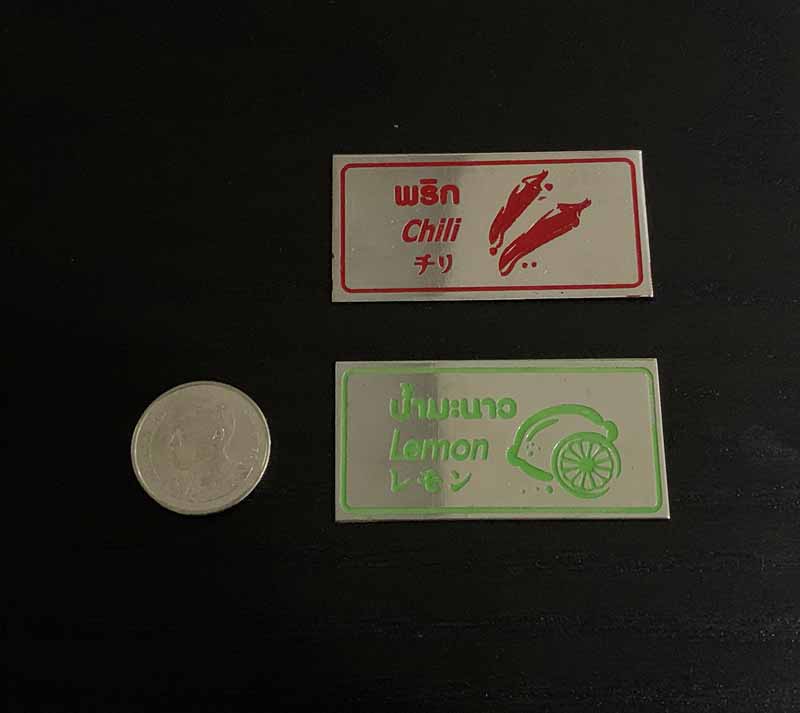 พริก
Chili
チリ
น้ำมะนาว
Lemon
レモン